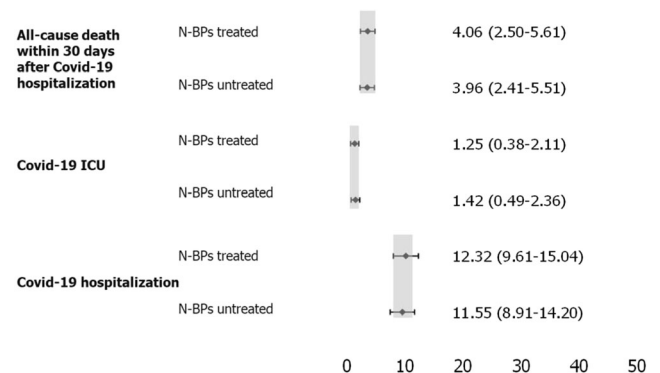 All-cause death
within 30 days
after Covid-19
hospitalization
N-BPs treated 4.06 (2.50-5.61)
N-BPs untreated 3.96 (2.41-5.51)
Covid-19 ICU
N-BPs treated 1.25 (0.38-2.11)
N-BPs untreated 1.42 (0.49-2.36)
Covid-19 hospitalization
N-BPs treated 12.32 (9.61-15.04)
N-BPs untreated 11.55 (8.91-14.20)
0 10 20 30 40 50